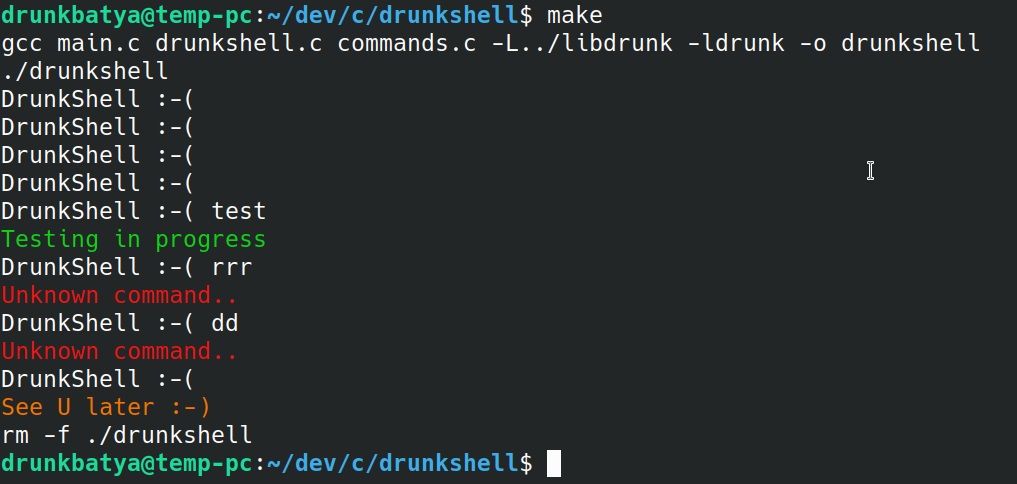 drunkbatya@temp-pc:~/dev/c/drunkshell$ make
gcc main.c drunkshell.c commands.c -L../libdrunk -ldrunk -o drunkshell
./drunkshell
DrunkShell :-(
DrunkShell :-(
DrunkShell :-(
DrunkShell :-(
DrunkShell :-( test
Testing in progress
DrunkShell :-( rrr
Unknown command..
DrunkShell :-( dd
Unknown command..
DrunkShell :-(
See U later :-)
rm -f ./drunkshell
drunkbatya@temp-pc:~/dev/c/drunkshell$